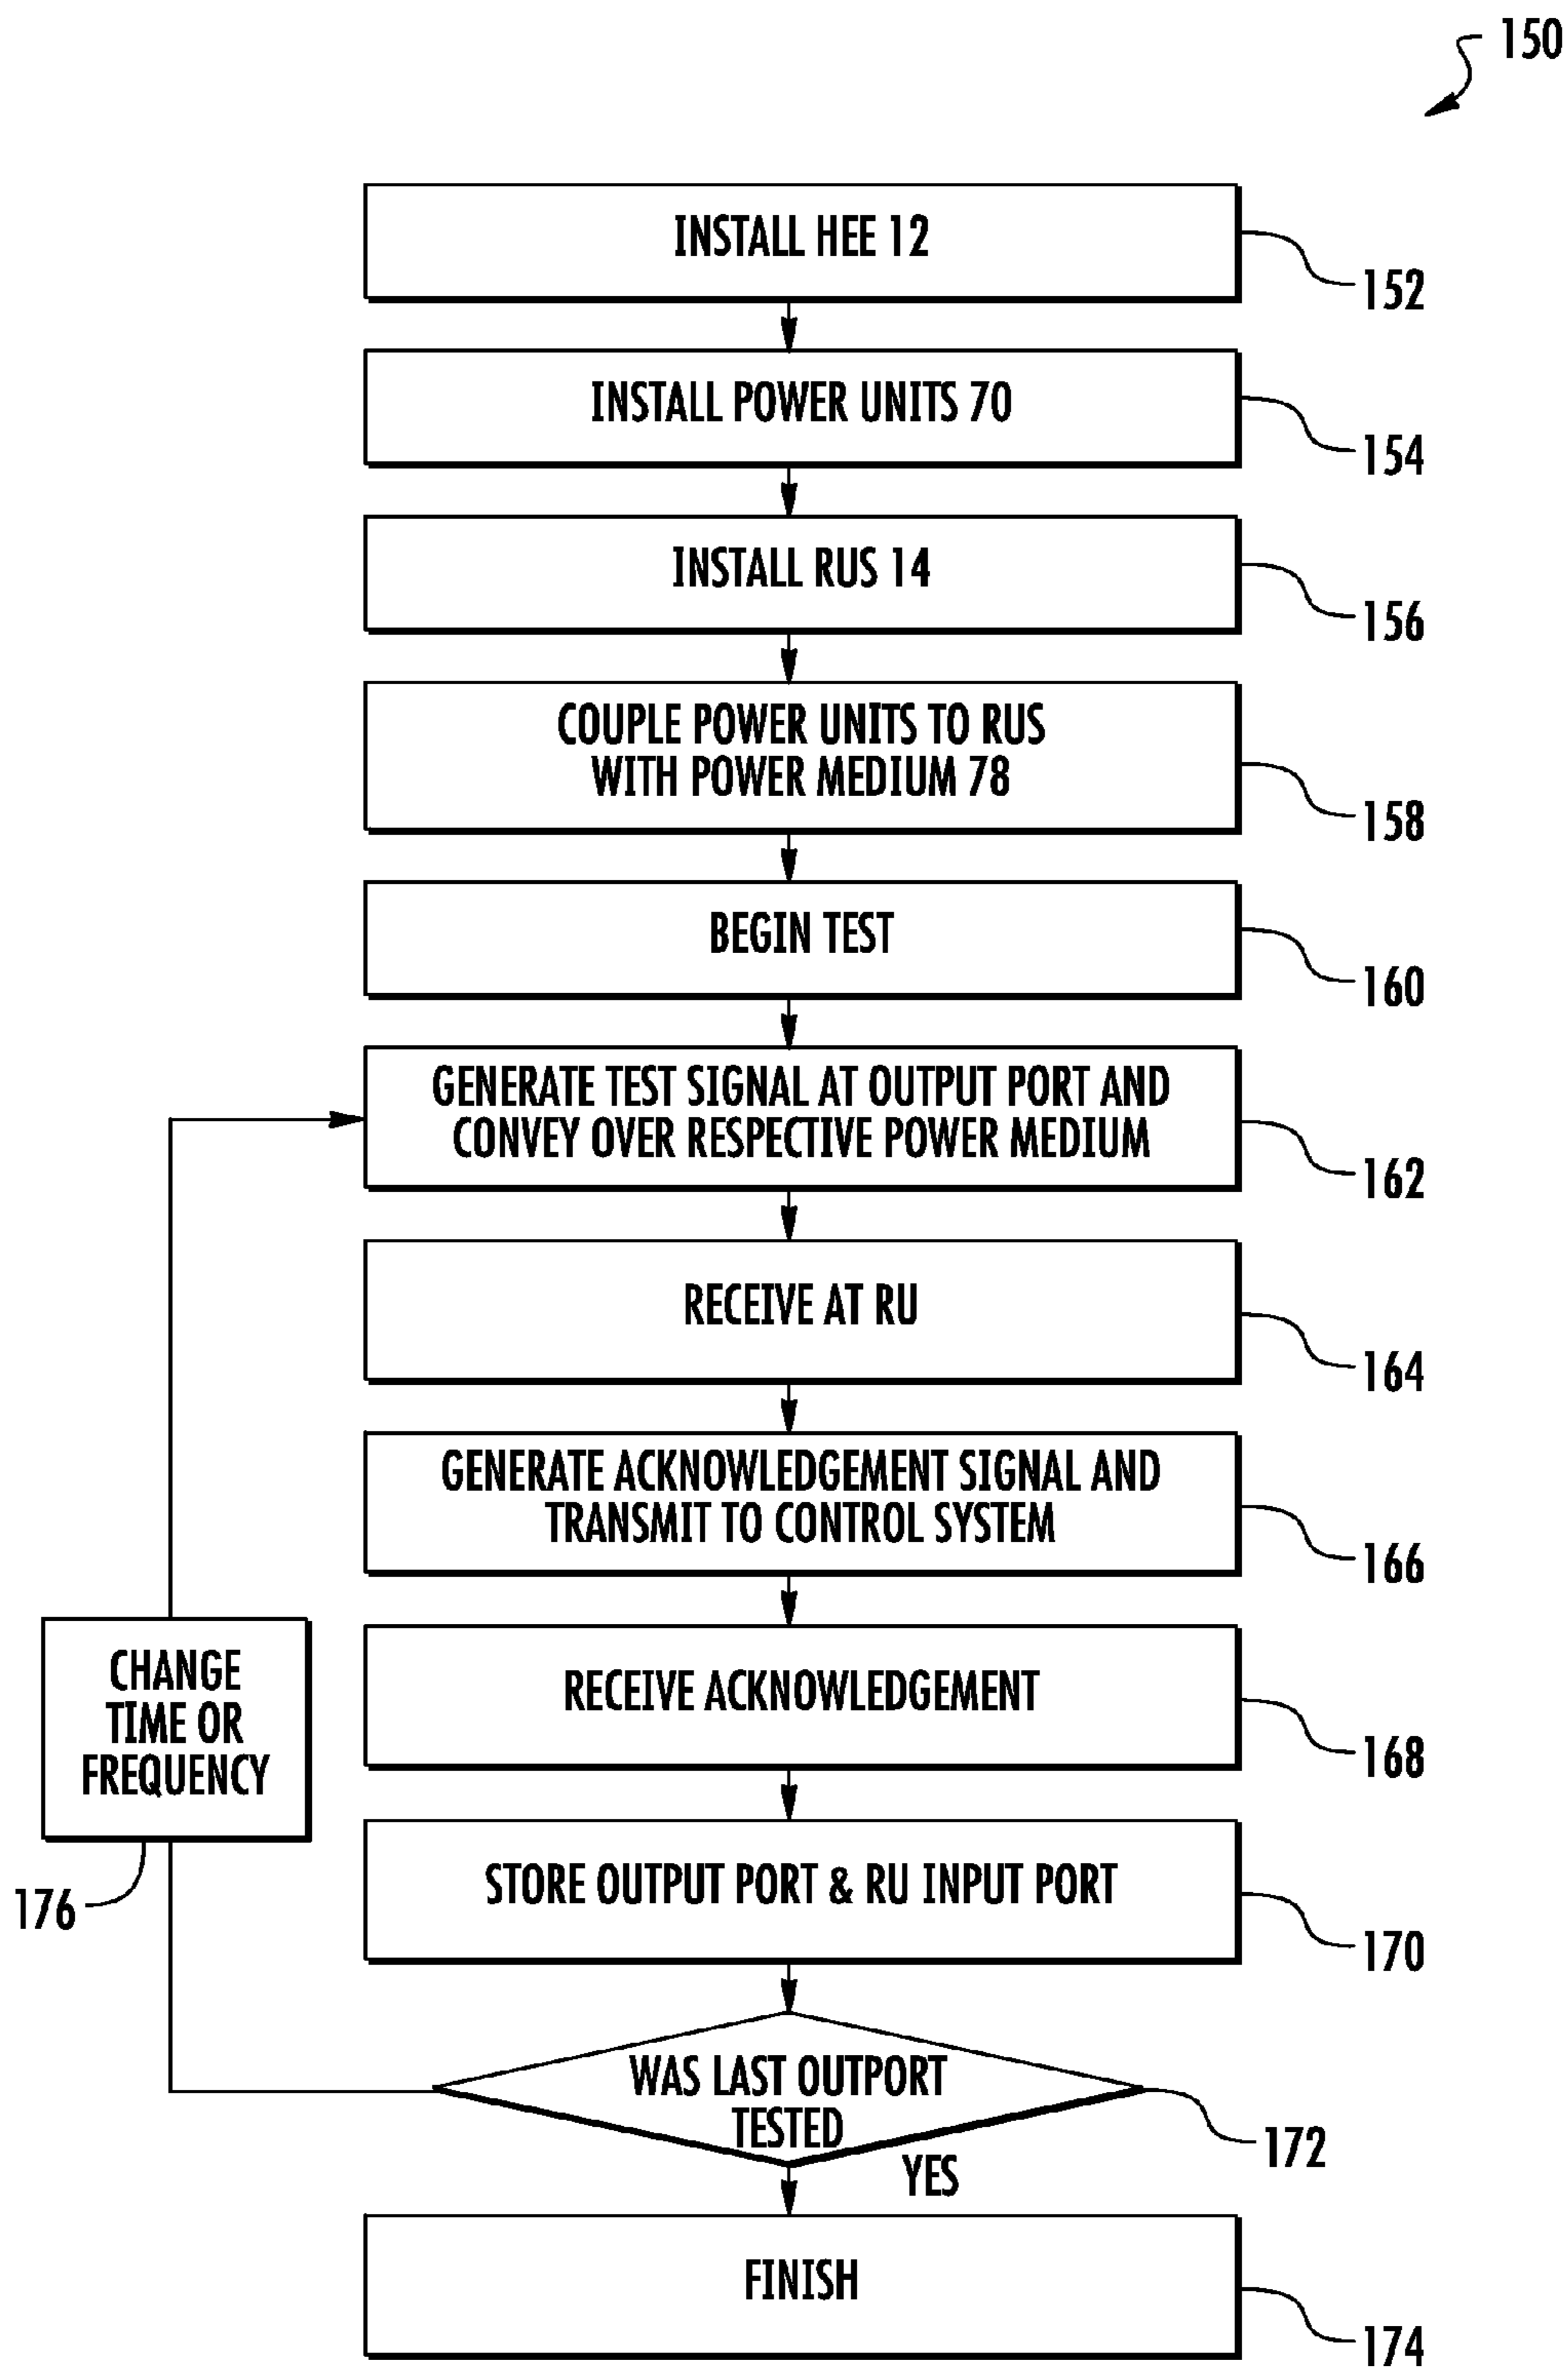 150
INSTALL HEE 12
152
INSTALL POWER UNITS 70
154
INSTALL RUS 14
156
COUPLE POWER UNITS TO RUS
WITH POWER MEDIUM 78
158
BEGIN TEST
160
GENERATE TEST SIGNAL AT OUTPUT PORT AND
CONVEY OVER RESPECTIVE POWER MEDIUM
162
RECEIVE AT RU
164
GENERATE ACKNOWLEDGEMENT SIGNAL AND
TRANSMIT TO CONTROL SYSTEM
166
RECEIVE ACKNOWLEDGEMENT
168
CHANGE
TIME OR
FREQUENCY
176
STORE OUTPUT PORT & RU INPUT PORT
170
WAS LAST OUTPORT
TESTED
172
YES
FINISH
174